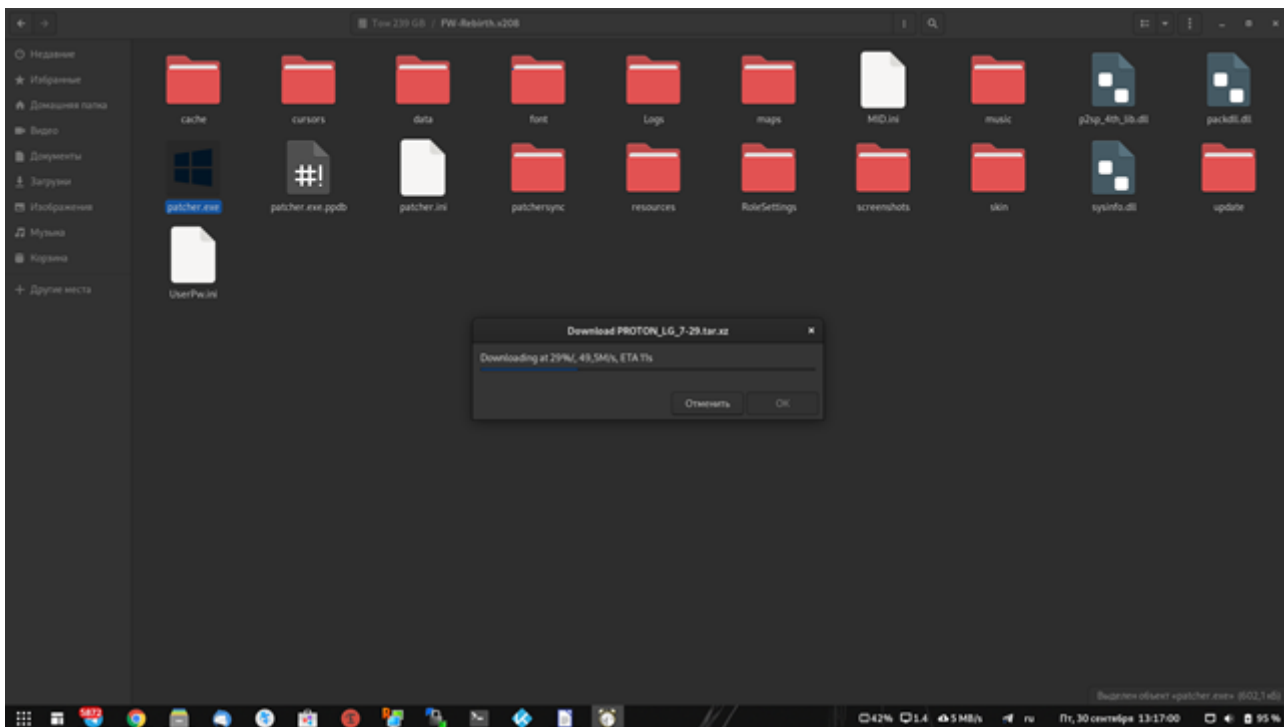 Том 239 GB / FW-Rebirth.v208
Недавние
Избранные
Домашняя папка
Видео
Документы
Загрузки
Изображения
Музыка
Корзина
+ Другие места
cache
cursors
data
font
Logs
maps
MID.ini
music
p2sp_4th_lib.dll
packdll.dll
patcher.exe
patcher.exe.ppdb
patcher.ini
patchersync
resources
RoleSettings
screenshots
skin
sysinfo.dll
update
UserPw.ini
Download PROTON_LG_7-29.tar.xz
Downloading at 29%/, 49,5M/s, ETA 11s
Отменить
OK
Выделен объект «patcher.exe» (602,1 кБ)
5872
42% 1.4 5 MB/s ru Пт, 30 сентября 13:17:00